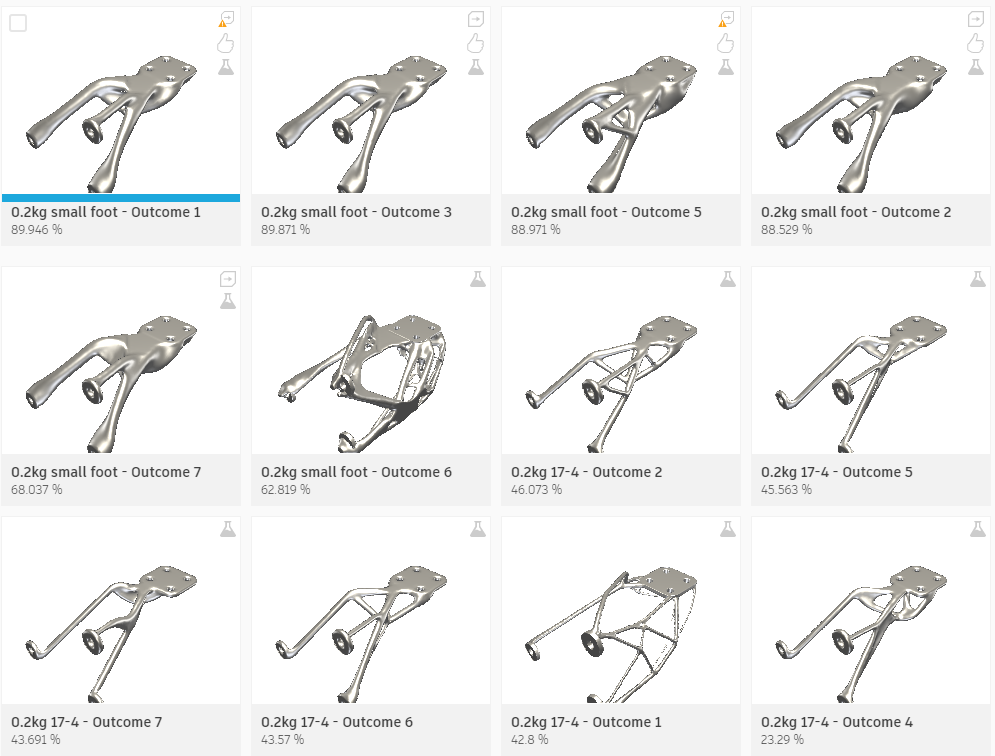 0.2kg small foot - Outcome 1
89.946 %
0.2kg small foot - Outcome 3
89.871 %
0.2kg small foot - Outcome 5
88.971 %
0.2kg small foot - Outcome 2
88.529 %
0.2kg small foot - Outcome 7
68.037 %
0.2kg small foot - Outcome 6
62.819 %
0.2kg 17-4 - Outcome 2
46.073 %
0.2kg 17-4 - Outcome 5
45.563 %
0.2kg 17-4 - Outcome 7
43.691 %
0.2kg 17-4 - Outcome 6
43.57 %
0.2kg 17-4 - Outcome 1
42.8 %
0.2kg 17-4 - Outcome 4
23.29 %